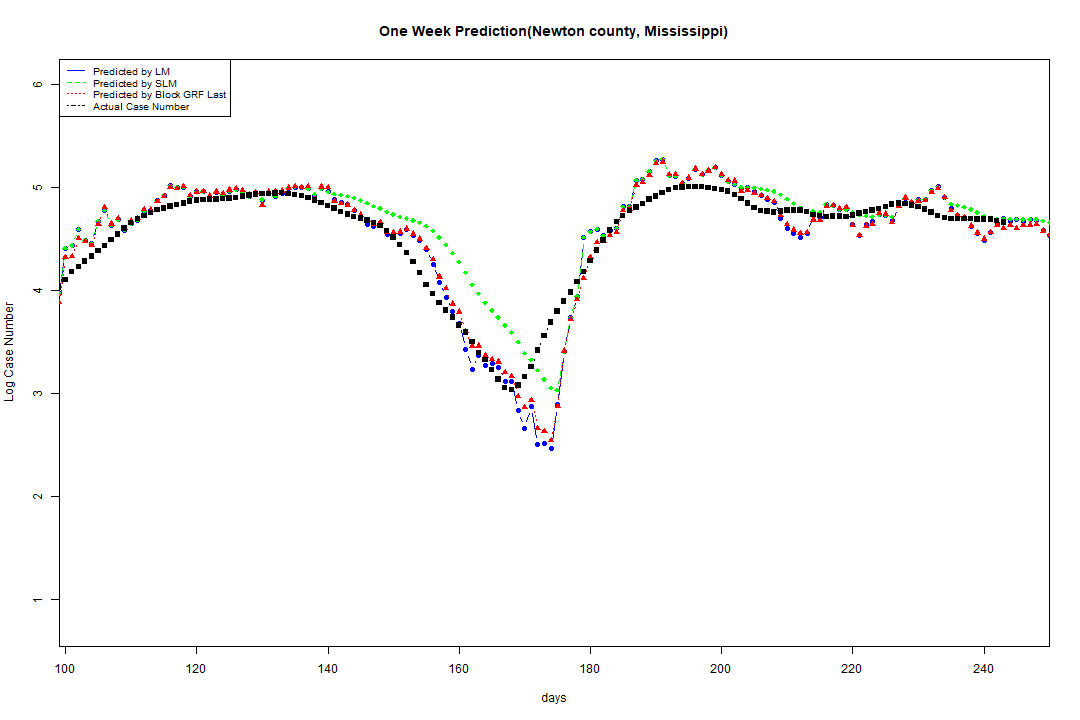 One Week Prediction(Newton county, Mississippi)
Predicted by LM
Predicted by SLM
Predicted by Block GRF Last
Actual Case Number
6
5
4
3
2
1
Log Case Number
100 120 140 160 180 200 220 240
days